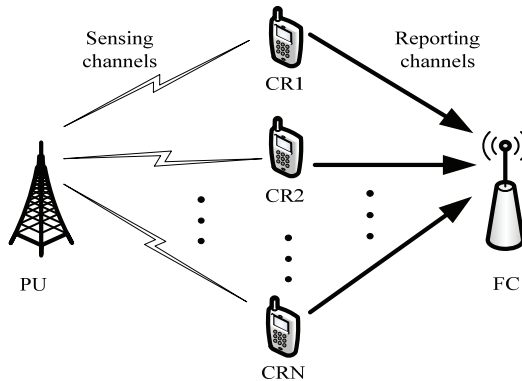 Sensing
channels
Reporting
channels
CR1
CR2
PU
FC
CRN